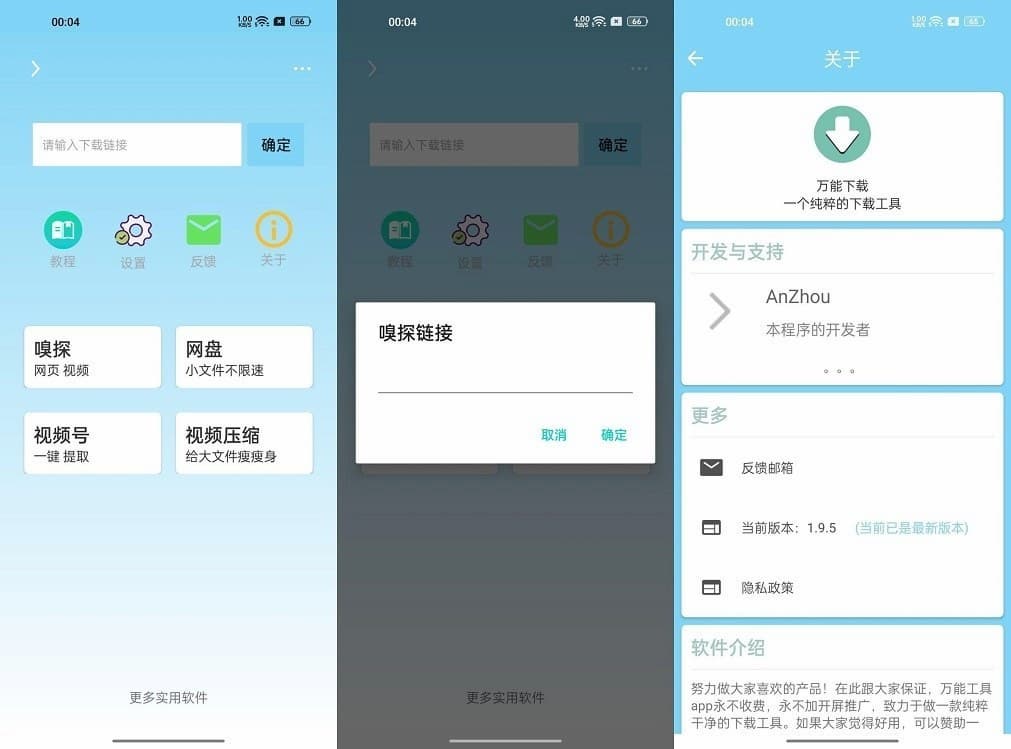 00:04
1.00
KB/S
66
请输入下载链接
确定
教程
设置
反馈
关于
嗅探
网页 视频
网盘
小文件不限速
视频号
一键 提取
视频压缩
给大文件瘦瘦身
更多实用软件
00:04
4.00
KB/S
66
请输入下载链接
确定
教程
设置
反馈
关于
嗅探链接
取消
确定
更多实用软件
00:04
1.00
KB/S
65
关于
万能下载
一个纯粹的下载工具
开发与支持
AnZhou
本程序的开发者
。。。
更多
反馈邮箱
当前版本：1.9.5 (当前已是最新版本)
隐私政策
软件介绍
努力做大家喜欢的产品！在此跟大家保证，万能工具
app永不收费，永不加开屏推广，致力于做一款纯粹
干净的下载工具。如果大家觉得好用，可以赞助一